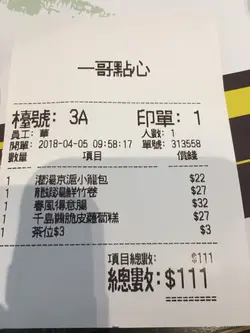 一哥點心
檯號: 3A 印單: 1
員工: 華 人數: 1
開單: 2018-04-05 09:58:17 單號: 313558
數量 項目 價錢
1 灌湯京滬小籠包 $22
1 龍蝦湯鮮竹卷 $27
1 春風得意腸 $32
1 千島脆皮蘿蔔糕 $27
1 茶位$3 $3
項目總數: $111
總數: $111